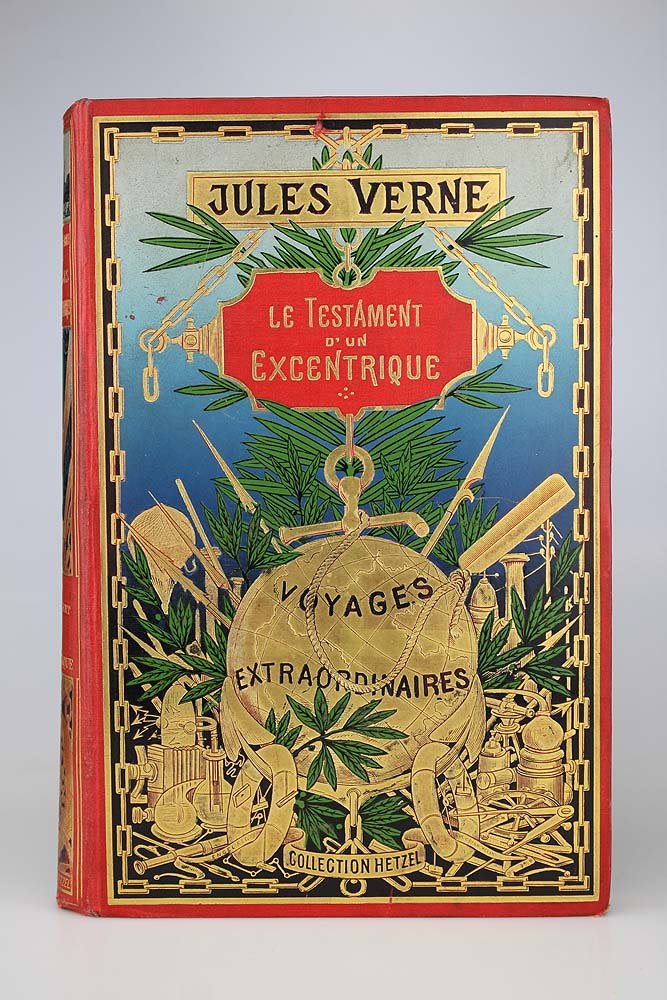 JULES VERNE
LE TESTAMENT
D'UN
EXCENTRIQUE
VOYAGES
EXTRAORDINAIRES
COLLECTION HETZEL